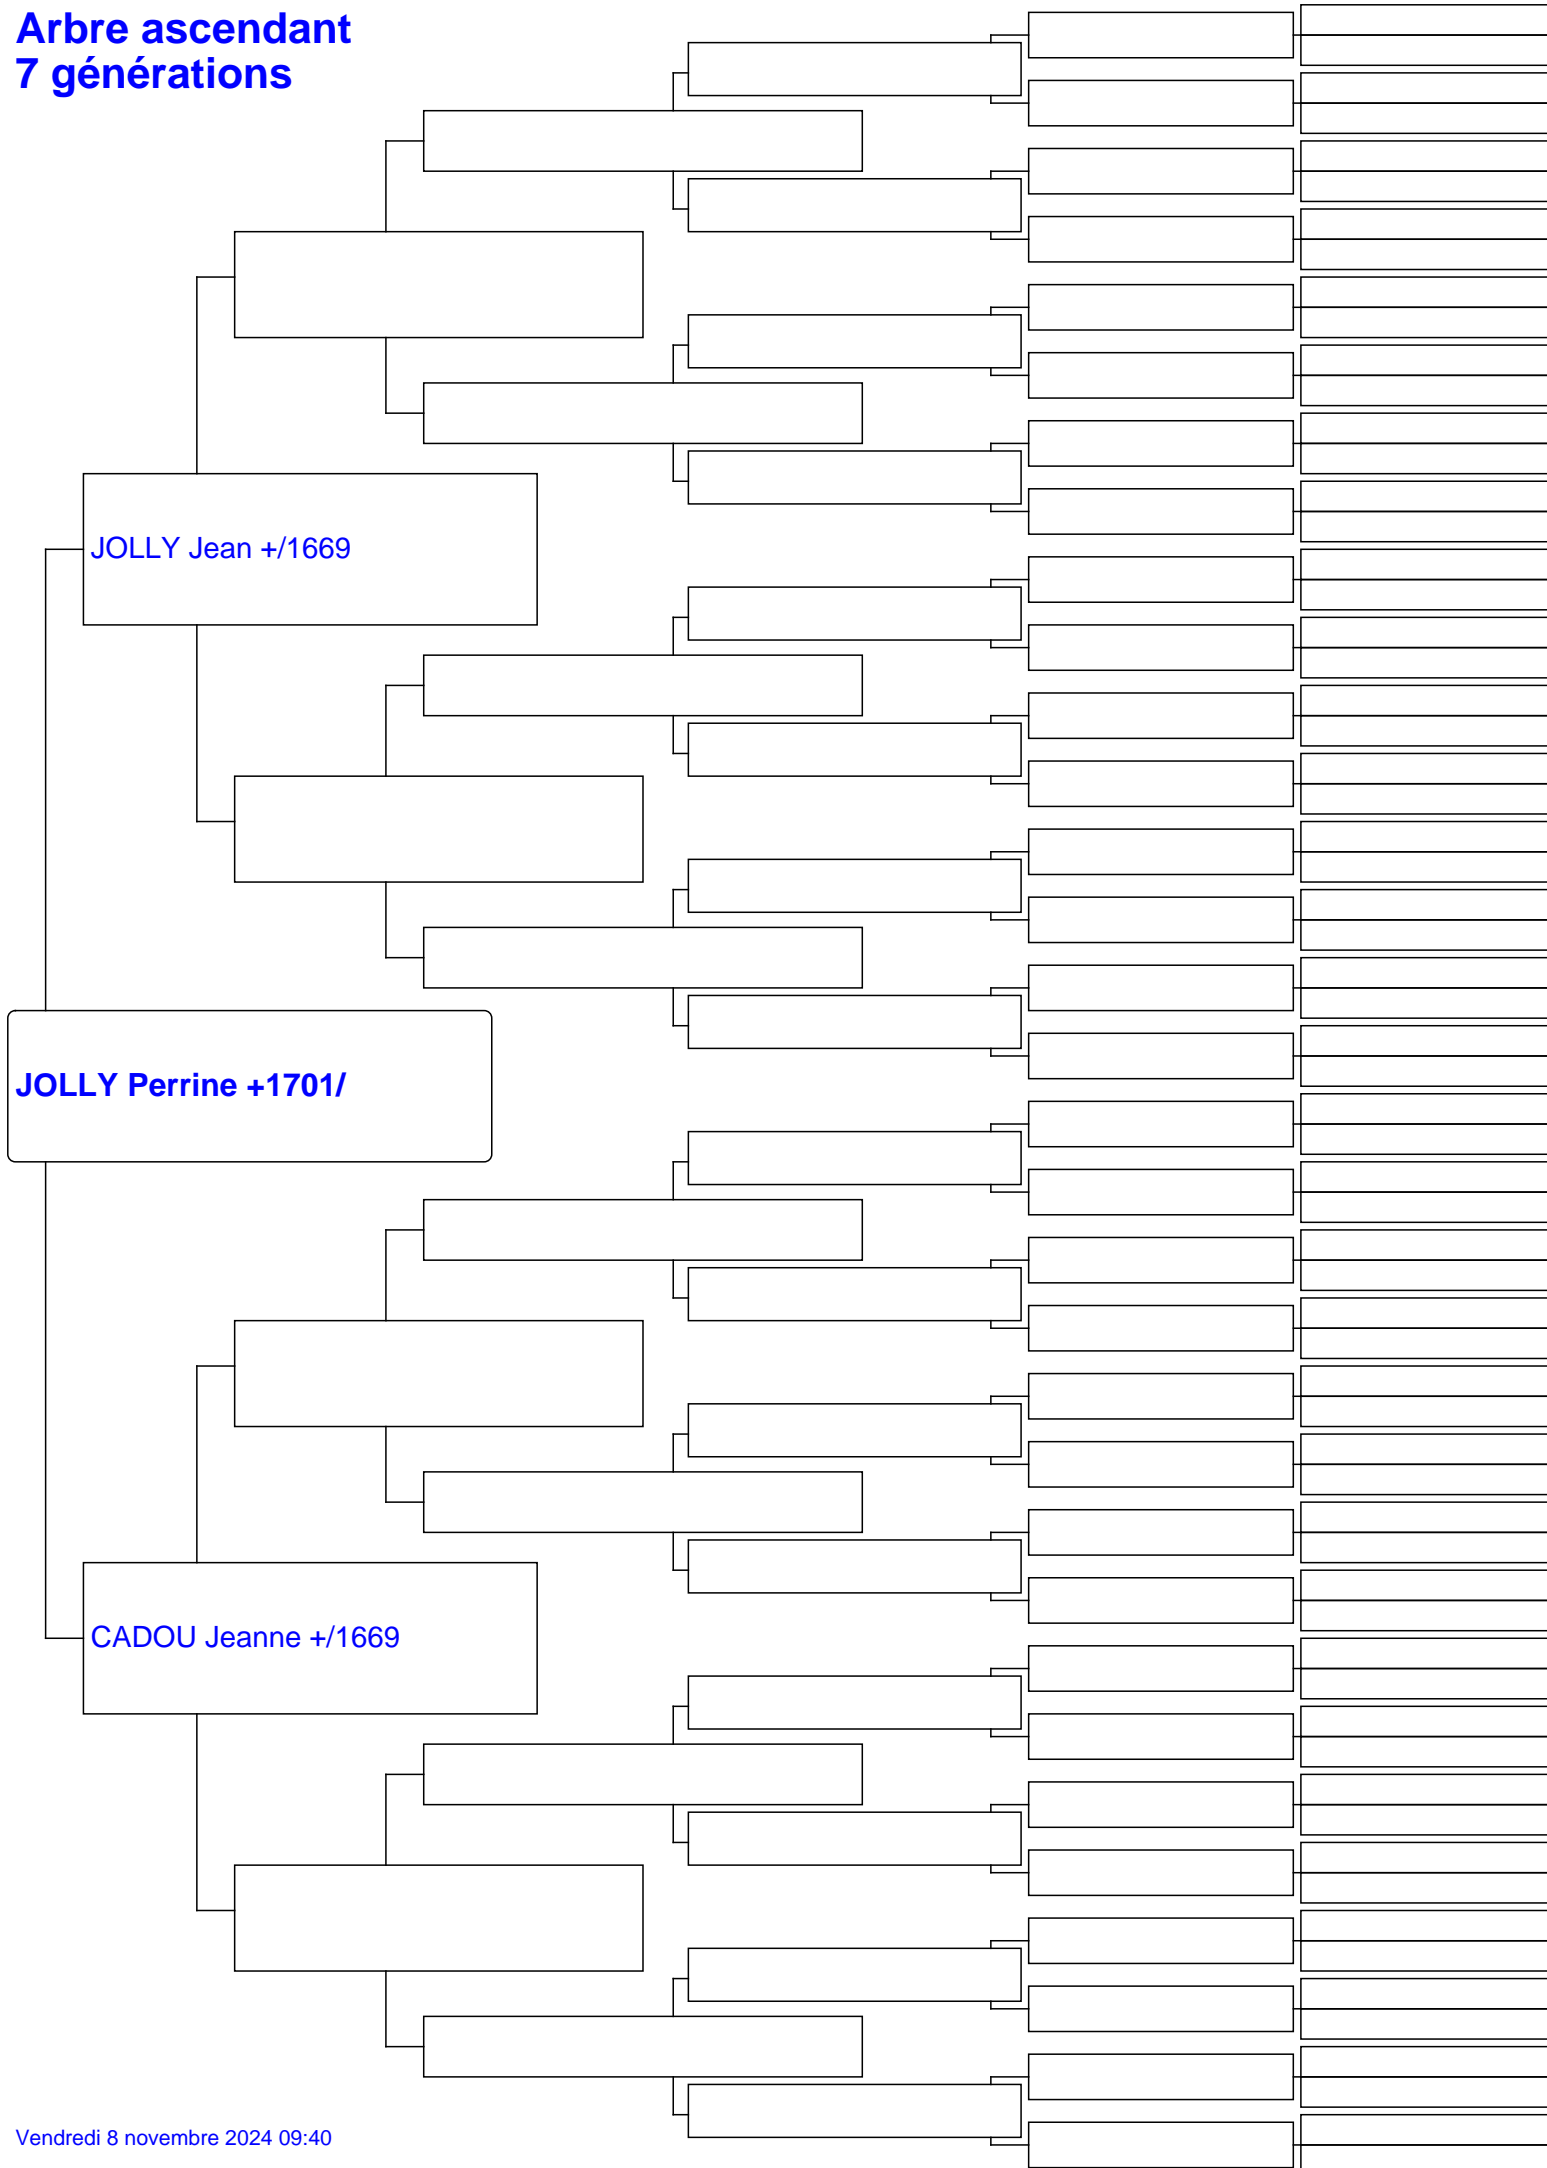 Arbre ascendant
7 générations
JOLLY Jean +/1669
JOLLY Perrine +1701/
CADOU Jeanne +/1669
Vendredi 8 novembre 2024 09:40